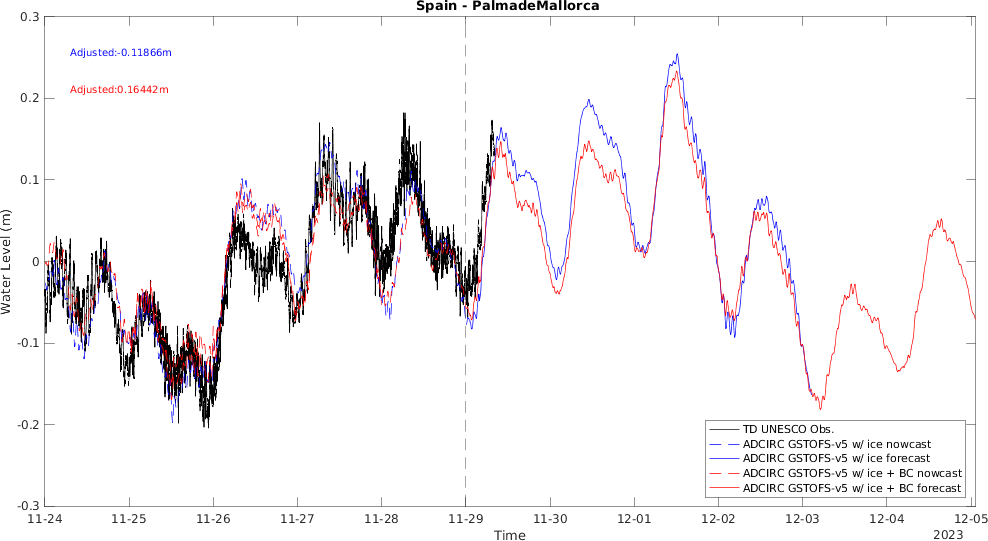 Spain - PalmadeMallorca
0.3
Adjusted:-0.11866m
Adjusted:0.16442m
0.2
0.1
0
-0.1
-0.2
-0.3
Water Level (m)
TD UNESCO Obs.
ADCIRC GSTOFS-v5 w/ ice nowcast
ADCIRC GSTOFS-v5 w/ ice forecast
ADCIRC GSTOFS-v5 w/ ice + BC nowcast
ADCIRC GSTOFS-v5 w/ ice + BC forecast
11-24 11-25 11-26 11-27 11-28 11-29 11-30 12-01 12-02 12-03 12-04 12-05
Time
2023